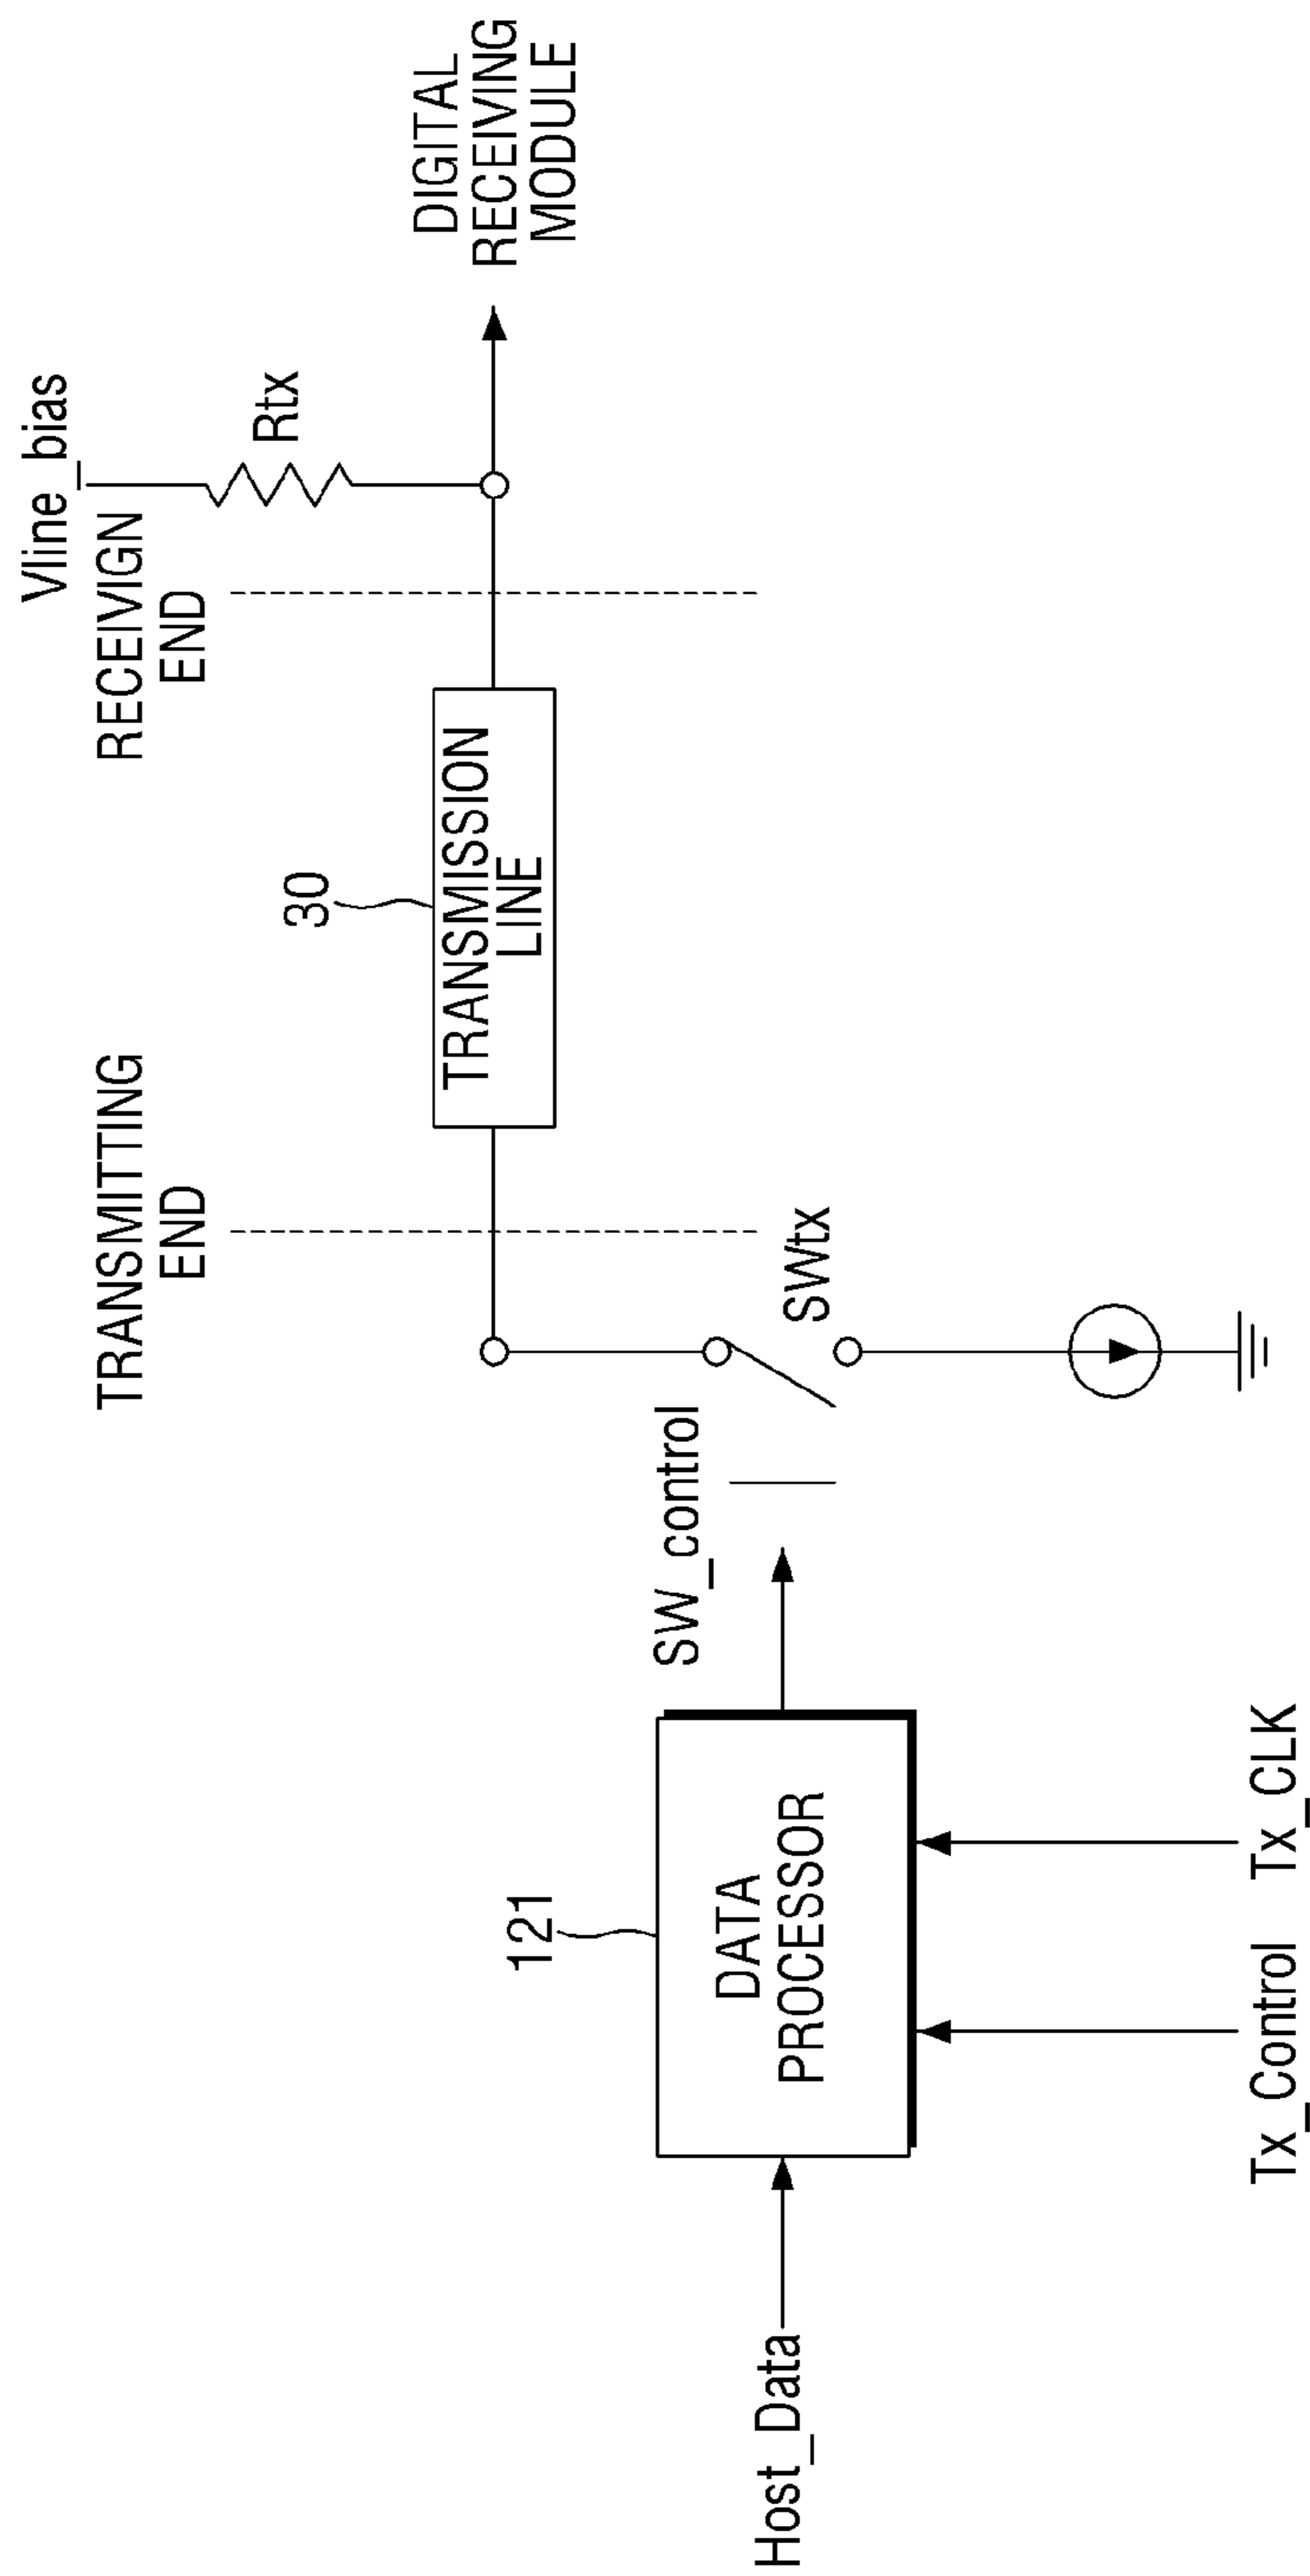 Vline_bias
TRANSMITTING
END
RECEIVIGN
END
Rtx
30
TRANSMISSION
LINE
DIGITAL
RECEIVING
MODULE
SWtx
SW_control
121
DATA
PROCESSOR
Host_Data
Tx_Control
Tx_CLK